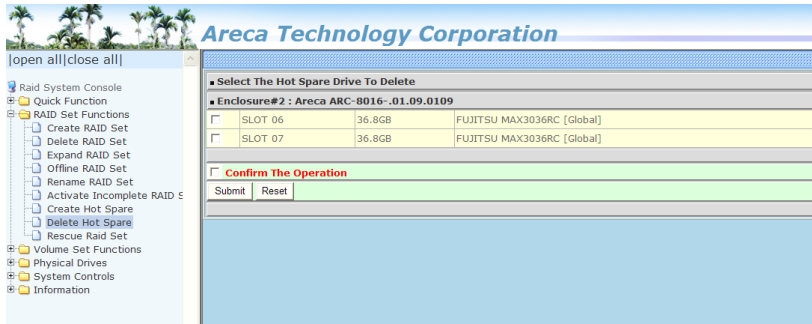 Areca Technology Corporation
|open all|close all|
Raid System Console
Quick Function
RAID Set Functions
Create RAID Set
Delete RAID Set
Expand RAID Set
Offline RAID Set
Rename RAID Set
Activate Incomplete RAID S
Create Hot Spare
Delete Hot Spare
Rescue Raid Set
Volume Set Functions
Physical Drives
System Controls
Information
Select The Hot Spare Drive To Delete
Enclosure#2 : Areca ARC-8016-.01.09.0109
SLOT 06 36.8GB FUJITSU MAX3036RC [Global]
SLOT 07 36.8GB FUJITSU MAX3036RC [Global]
Confirm The Operation
Submit Reset